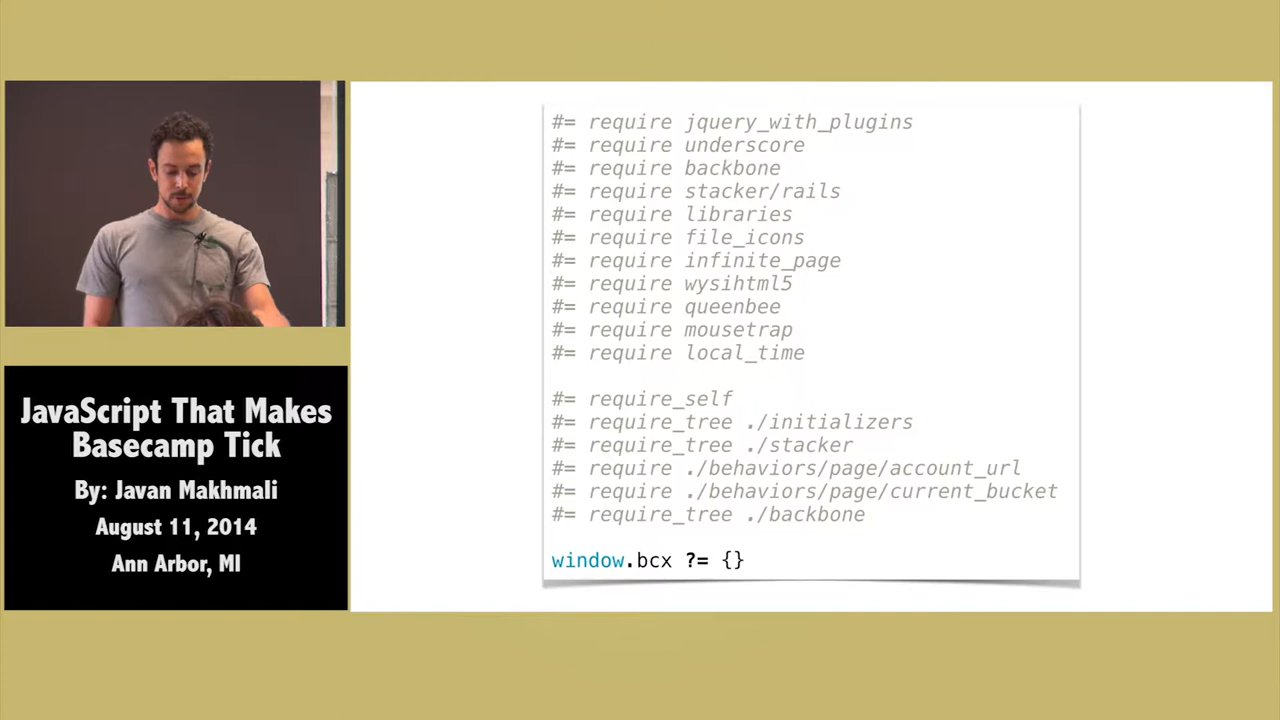 #= require jquery_with_plugins
#= require underscore
#= require backbone
#= require stacker/rails
#= require libraries
#= require file_icons
#= require infinite_page
#= require wysihtml5
#= require queenbee
#= require mousetrap
#= require local_time
#= require_self
#= require_tree ./initializers
#= require_tree ./stacker
#= require ./behaviors/page/account_url
#= require ./behaviors/page/current_bucket
#= require_tree ./backbone
window.bcx ?= {}
JavaScript That Makes
Basecamp Tick
By: Javan Makhmali
August 11, 2014
Ann Arbor, MI